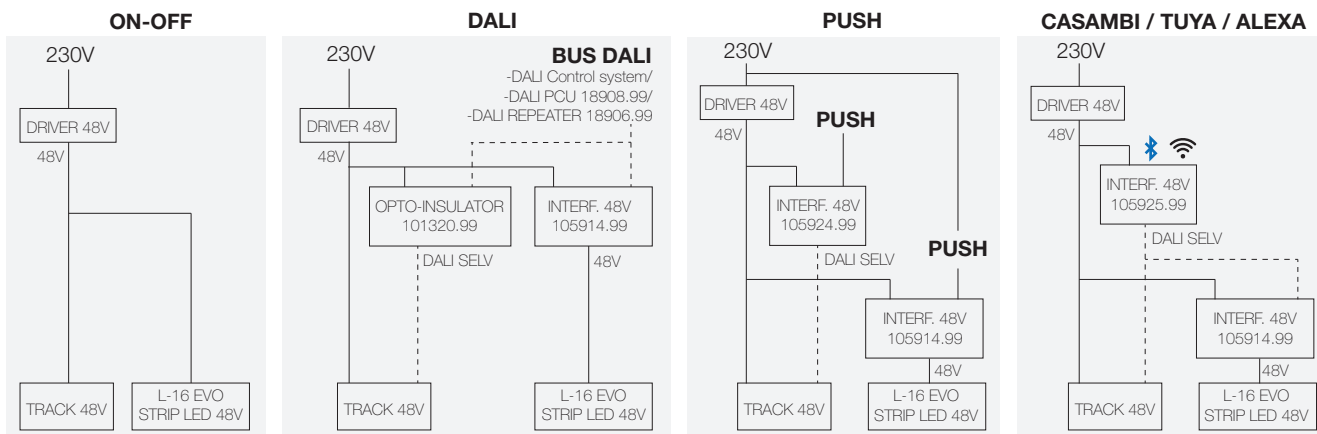 ON-OFF
230V
DRIVER 48V
48V
TRACK 48V
L-16 EVO
STRIP LED 48V
DALI
230V
BUS DALI
-DALI Control system/
-DALI PCU 18908.99/
-DALI REPEATER 18906.99
DRIVER 48V
48V
OPTO-INSULATOR
101320.99
INTERF. 48V
105914.99
DALI SELV
48V
TRACK 48V
L-16 EVO
STRIP LED 48V
PUSH
230V
DRIVER 48V
48V
PUSH
INTERF. 48V
105924.99
DALI SELV
PUSH
INTERF. 48V
105914.99
48V
TRACK 48V
L-16 EVO
STRIP LED 48V
CASAMBI / TUYA / ALEXA
230V
DRIVER 48V
48V
INTERF. 48V
105925.99
DALI SELV
INTERF. 48V
105914.99
48V
TRACK 48V
L-16 EVO
STRIP LED 48V